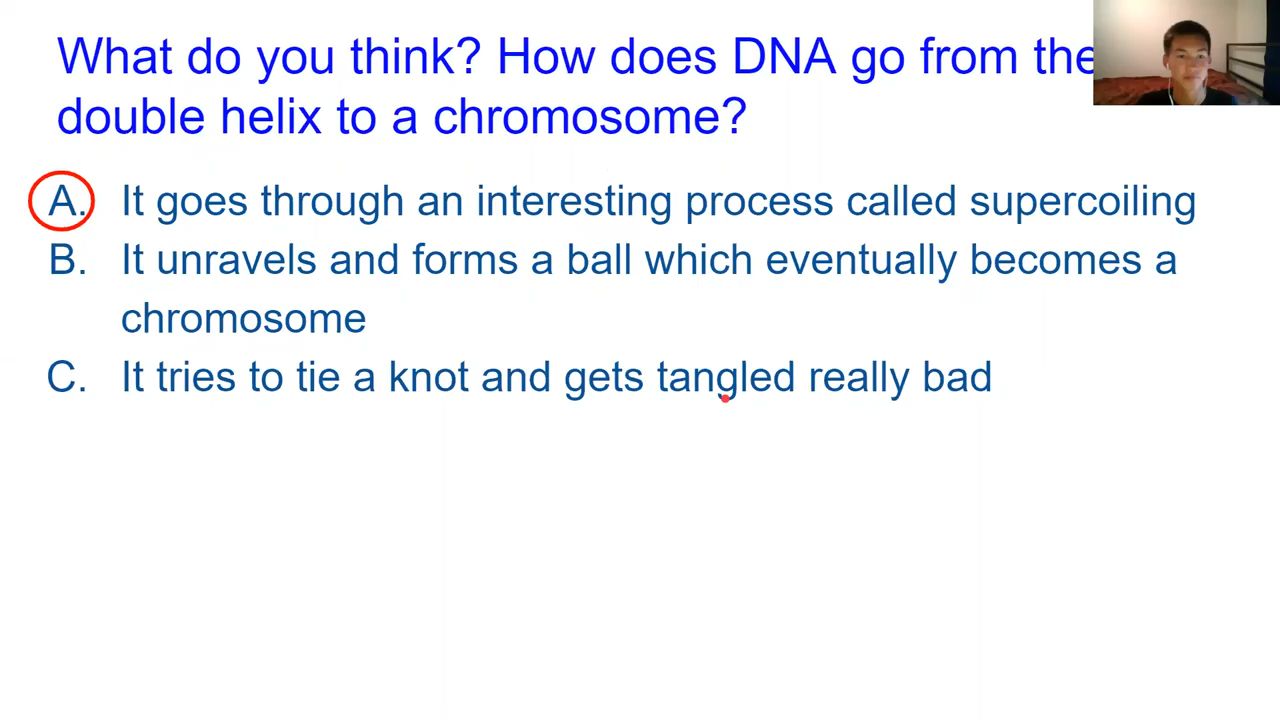 What do you think? How does DNA go from the
double helix to a chromosome?
A. It goes through an interesting process called supercoiling
B. It unravels and forms a ball which eventually becomes a
chromosome
C. It tries to tie a knot and gets tangled really bad